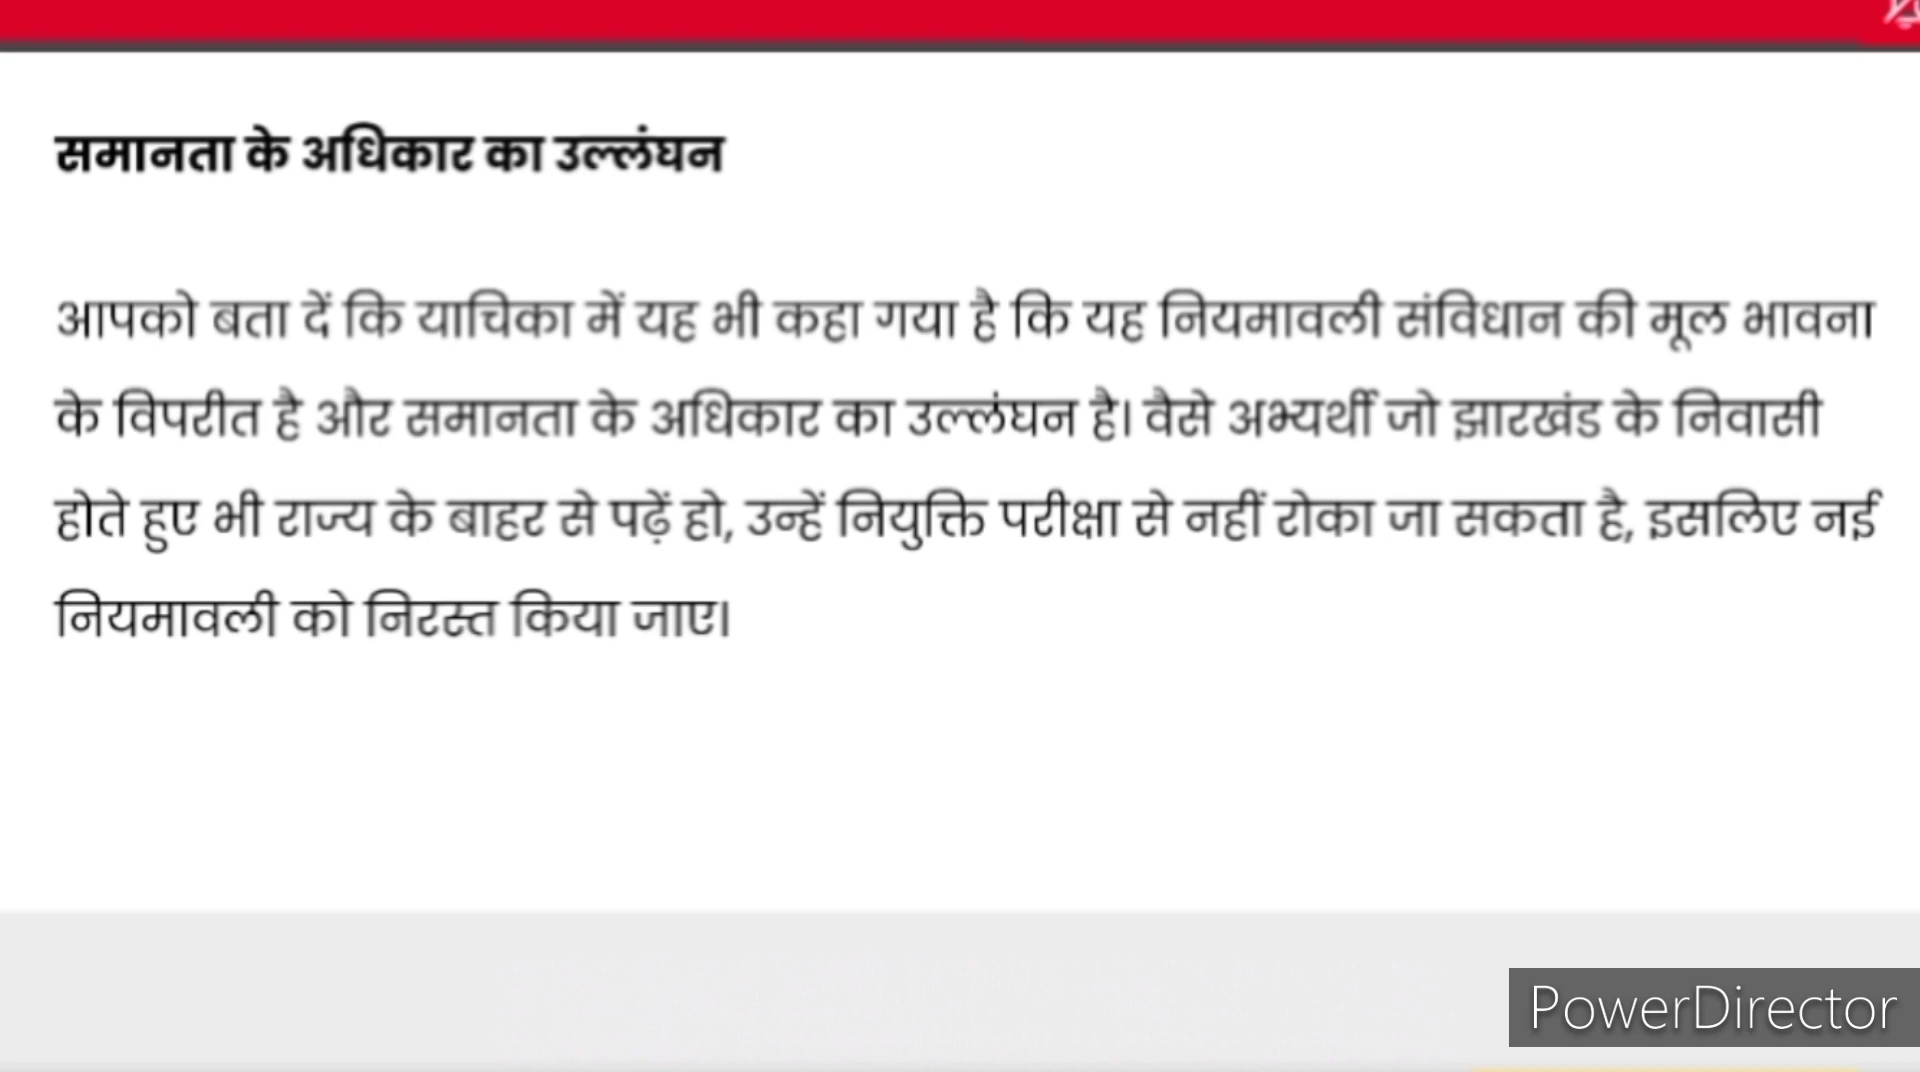 समानता के अधिकार का उल्लंघन
आपको बता दें कि याचिका में यह भी कहा गया है कि यह नियमावली संविधान की मूल भावना
के विपरीत है और समानता के अधिकार का उल्लंघन है। वैसे अभ्यर्थी जो झारखंड के निवासी
होते हुए भी राज्य के बाहर से पढ़ें हो, उन्हें नियुक्ति परीक्षा से नहीं रोका जा सकता है, इसलिए नई
नियमावली को निरस्त किया जाए।
PowerDirector